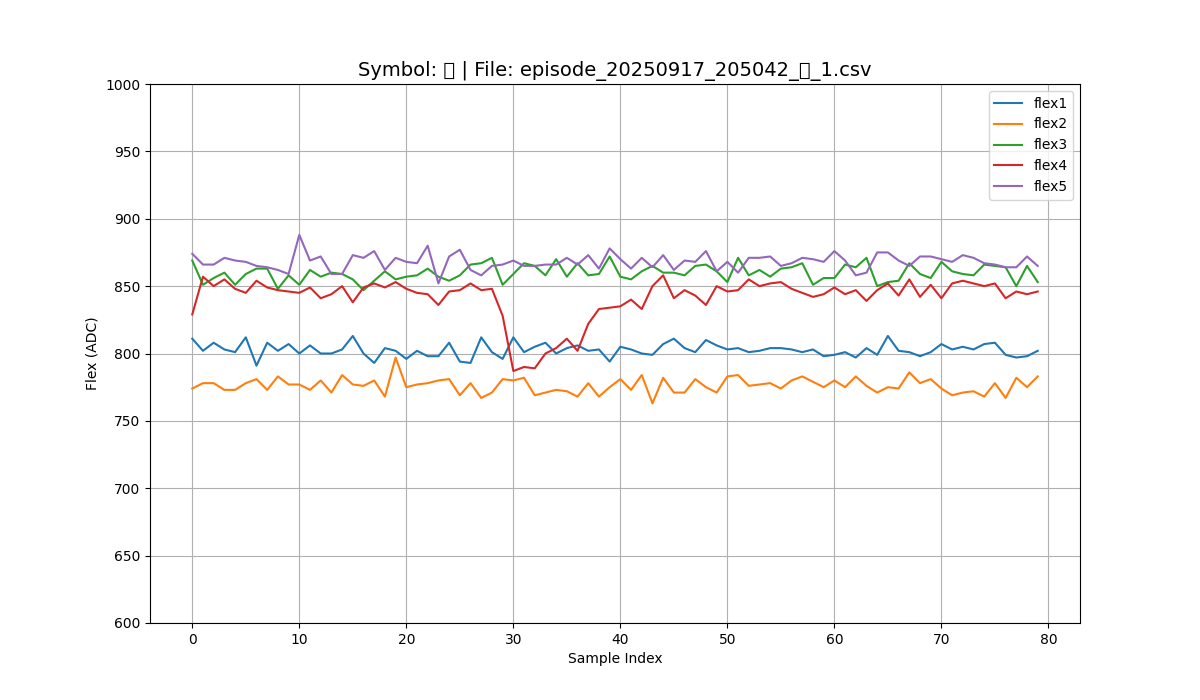 Symbol: | File: episode_20250917_205042_ _1.csv
1000
950
900
850
800
750
700
650
600
Flex (ADC)
flex1
flex2
flex3
flex4
flex5
0 10 20 30 40 50 60 70 80
Sample Index